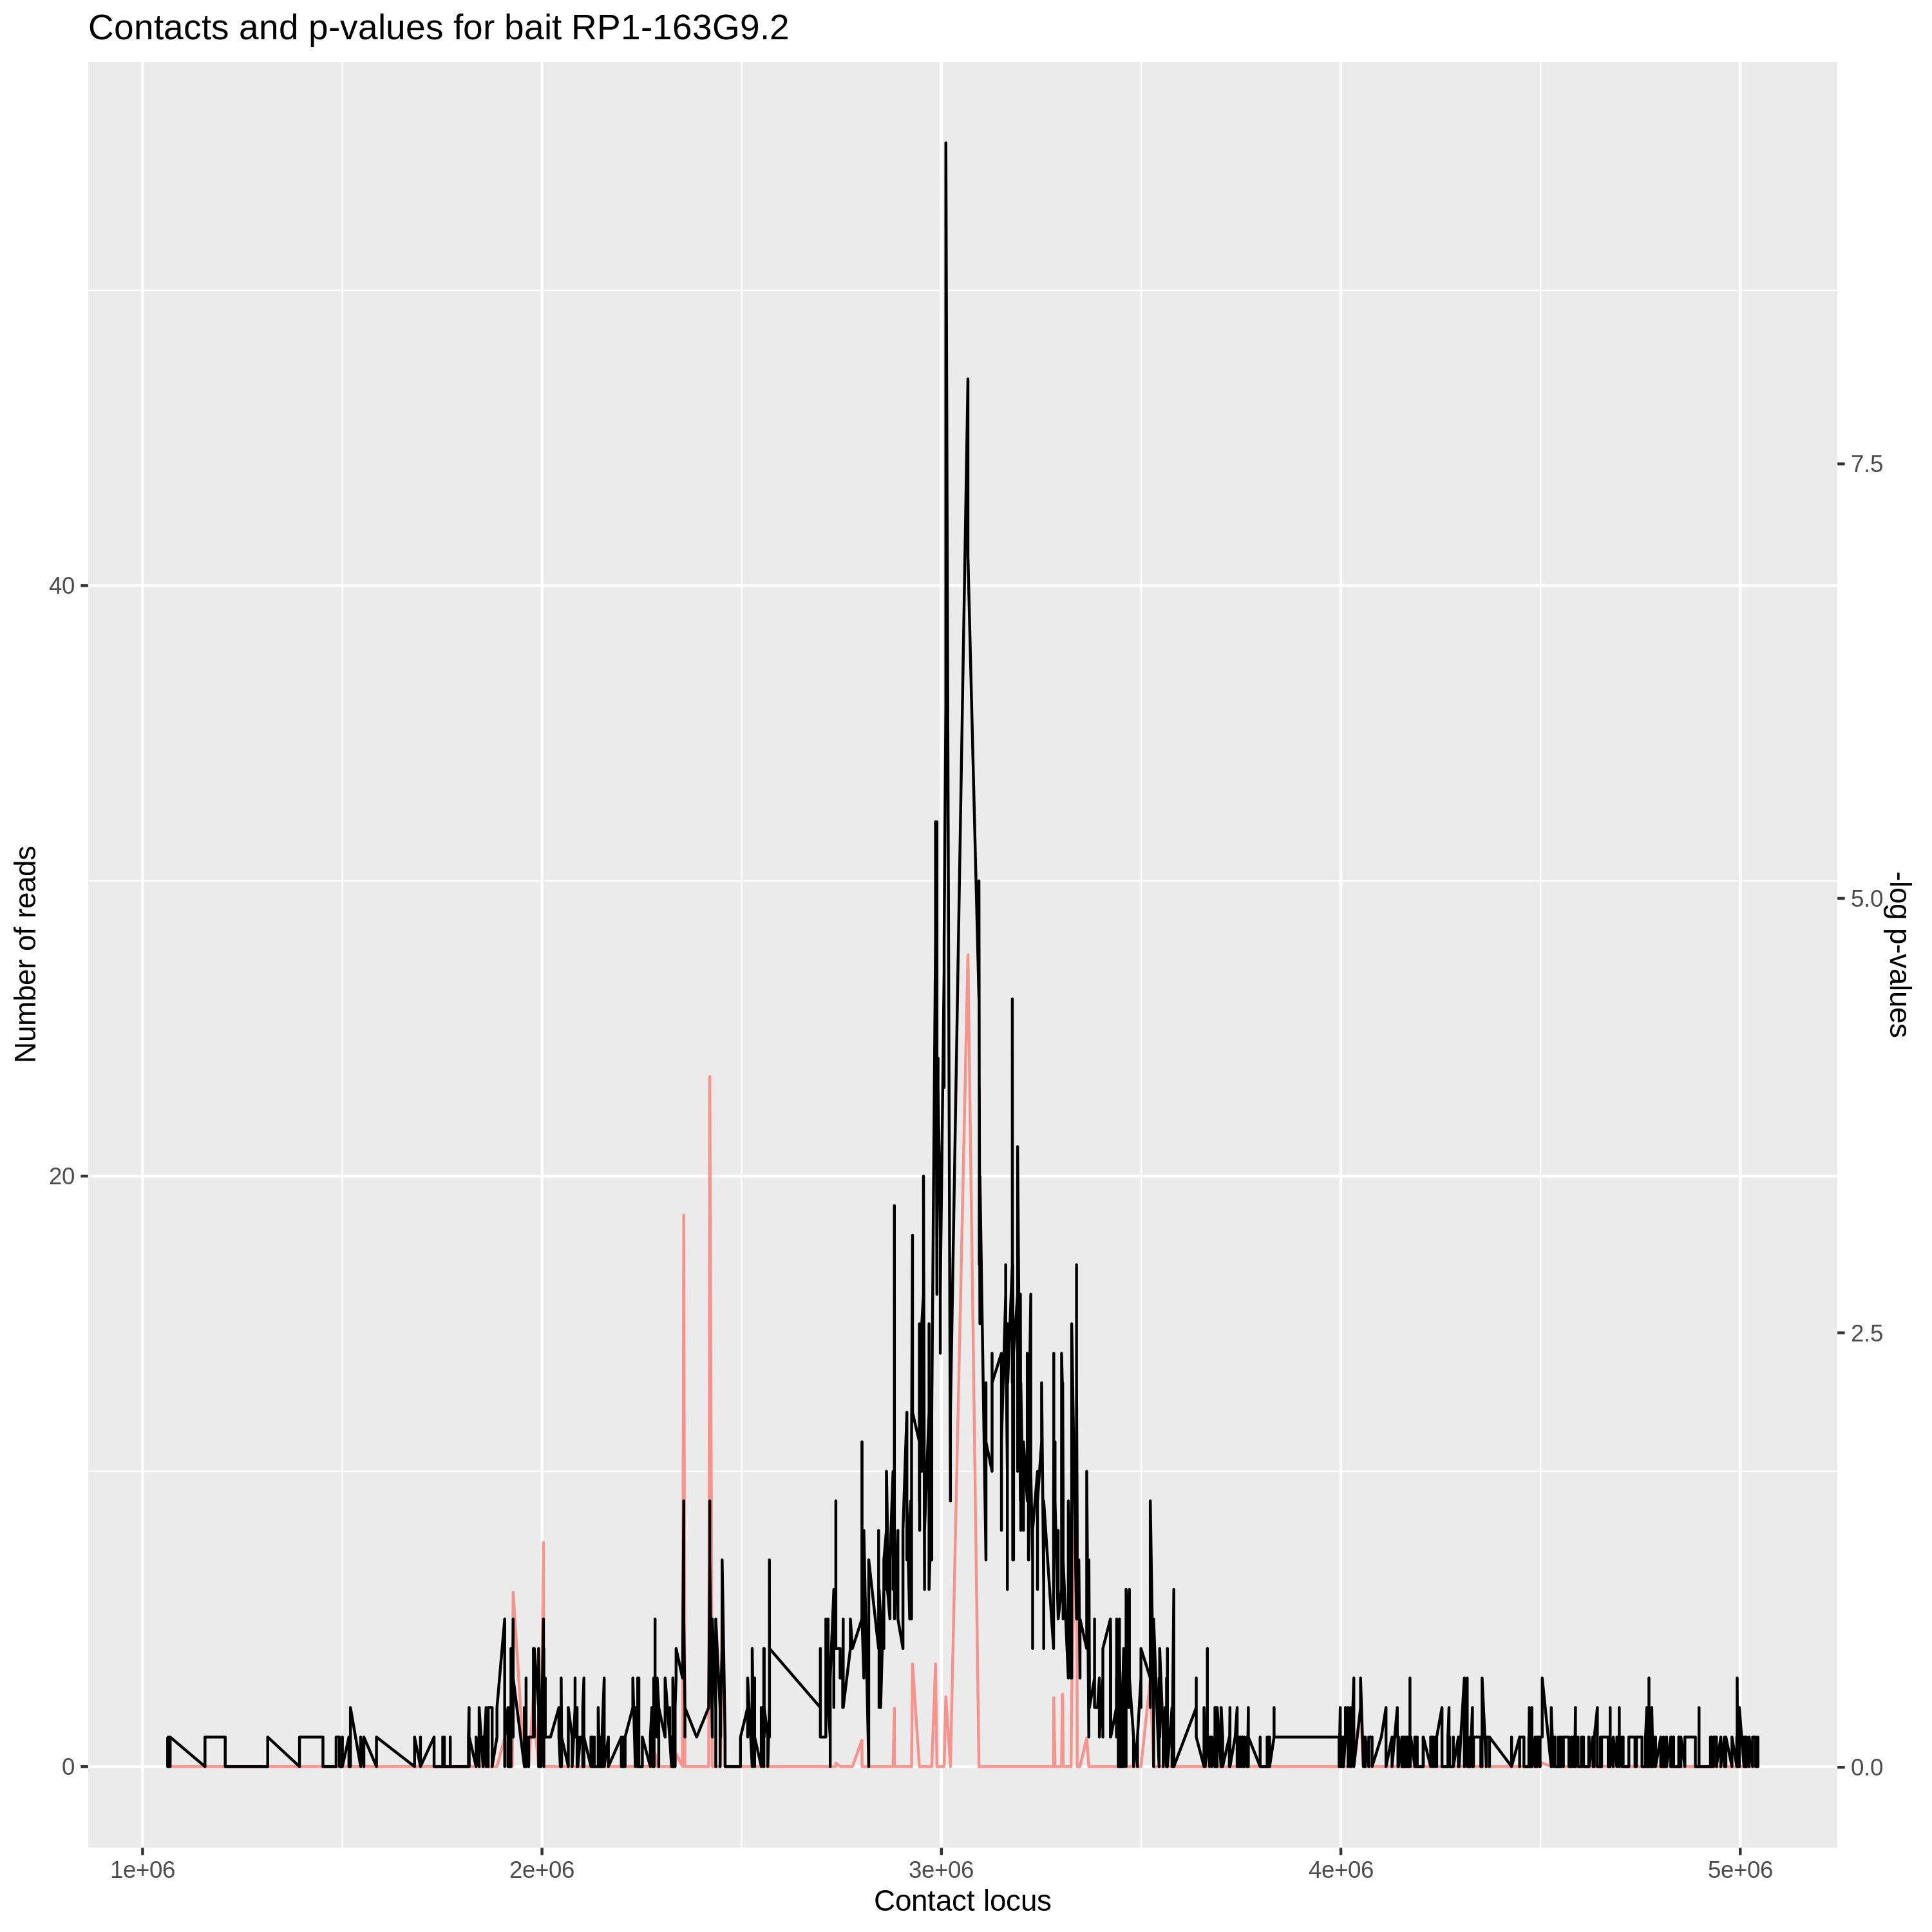 Contacts and p-values for bait RP1-163G9.2
Number of reads
40
20
0
7.5
5.0
2.5
0.0
-log p-values
1e+06 2e+06 3e+06 4e+06 5e+06
Contact locus